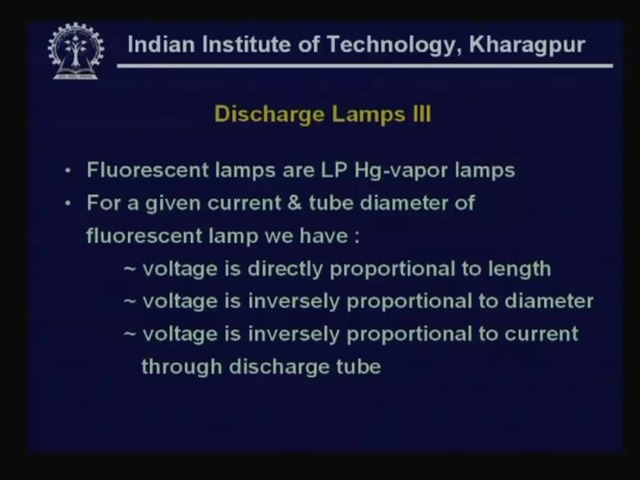 Indian Institute of Technology, Kharagpur
Discharge Lamps III
• Fluorescent lamps are LP Hg-vapor lamps
• For a given current & tube diameter of
fluorescent lamp we have :
~ voltage is directly proportional to length
~ voltage is inversely proportional to diameter
~ voltage is inversely proportional to current
through discharge tube